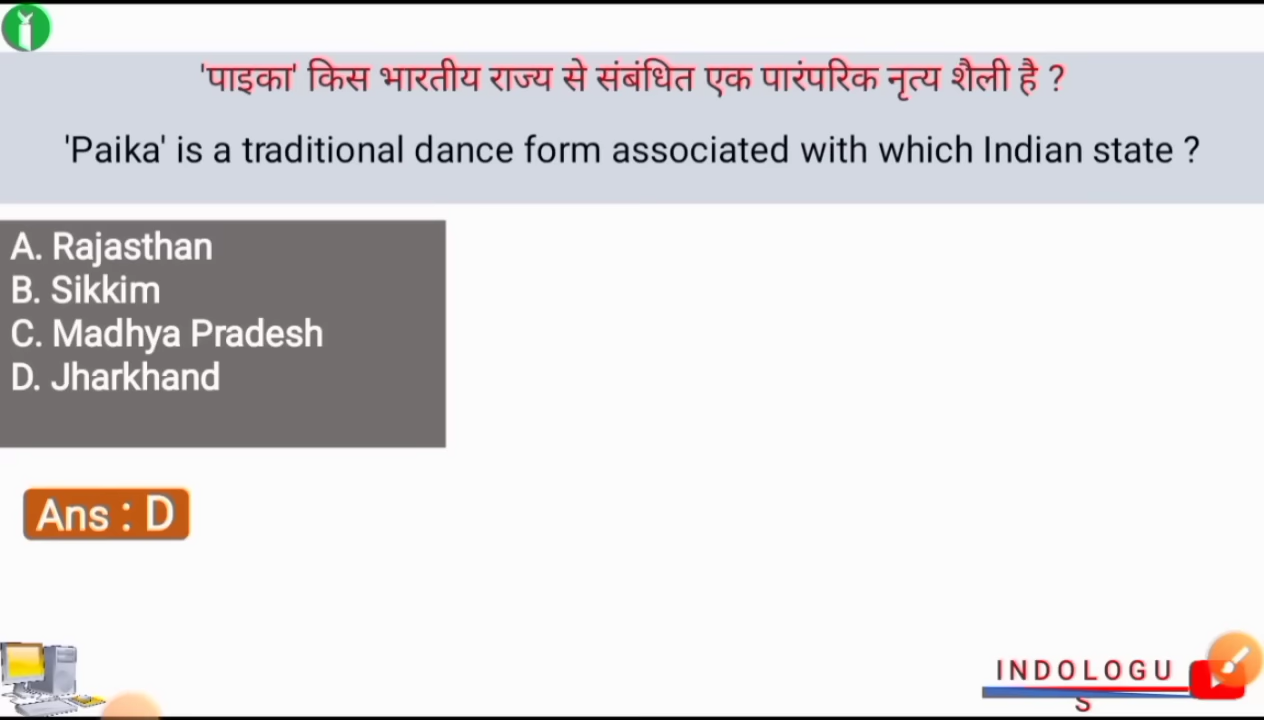 'पाइका' किस भारतीय राज्य से संबंधित एक पारंपरिक नृत्य शैली है ?
'Paika' is a traditional dance form associated with which Indian state ?
A. Rajasthan
B. Sikkim
C. Madhya Pradesh
D. Jharkhand
Ans : D
INDOLOGU
S